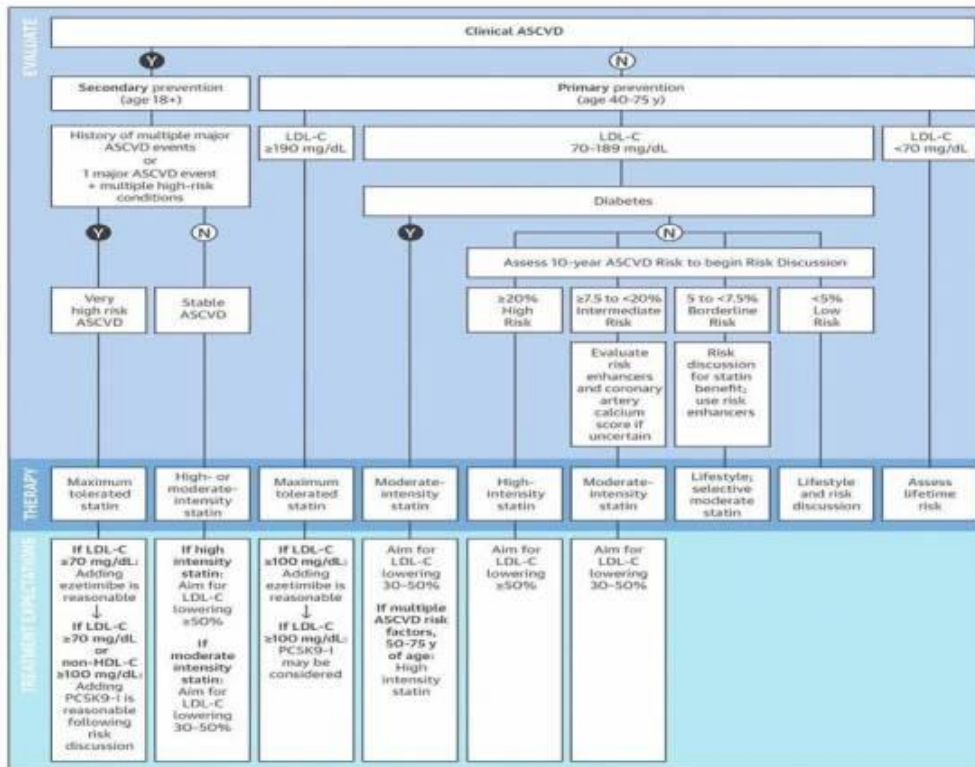 EVALUATE
Clinical ASCVD
Y
N
Secondary prevention
(age 18+)
Primary prevention
(age 40-75 y)
History of multiple major
ASCVD events
or
1 major ASCVD event
+ multiple high-risk
conditions
LDL-C
≥190 mg/dL
LDL-C
70-189 mg/dL
LDL-C
<70 mg/dL
Diabetes
Y
N
Y
N
Assess 10-year ASCVD Risk to begin Risk Discussion
Very
high risk
ASCVD
Stable
ASCVD
≥20%
High
Risk
≥7.5 to <20%
Intermediate
Risk
5 to <7.5%
Borderline
Risk
<5%
Low
Risk
Evaluate
risk
enhancers
and coronary
artery
calcium
score if
uncertain
Risk
discussion
for statin
benefit;
use risk
enhancers
THERAPY
Maximum
tolerated
statin
High- or
moderate-
intensity statin
Maximum
tolerated
statin
Moderate-
intensity
statin
High-
Intensity
statin
Moderate-
intensity
statin
Lifestyle;
selective
moderate
statin
Lifestyle
and risk
discussion
Assess
lifetime
risk
TREATMENT EXPECTATIONS
If LDL-C
≥70 mg/dL:
Adding
ezetimibe is
reasonable
↓
If LDL-C
≥70 mg/dL
or
non-HDL-C
≥100 mg/dL:
Adding
PCSK9-I is
reasonable
following
risk
discussion
If high
intensity
statin:
Aim for
LDL-C
lowering
≥50%
If
moderate
intensity
statin:
Aim for
LDL-C
lowering
30-50%
If LDL-C
≥100 mg/dL:
Adding
ezetimibe is
reasonable
↓
If LDL-C
≥100 mg/dL:
PCSK9-I
may be
considered
Aim for
LDL-C
lowering
30-50%
If multiple
ASCVD risk
factors,
50-75 y
of age:
High
intensity
statin
Aim for
LDL-C
lowering
≥50%
Aim for
LDL-C
lowering
30-50%